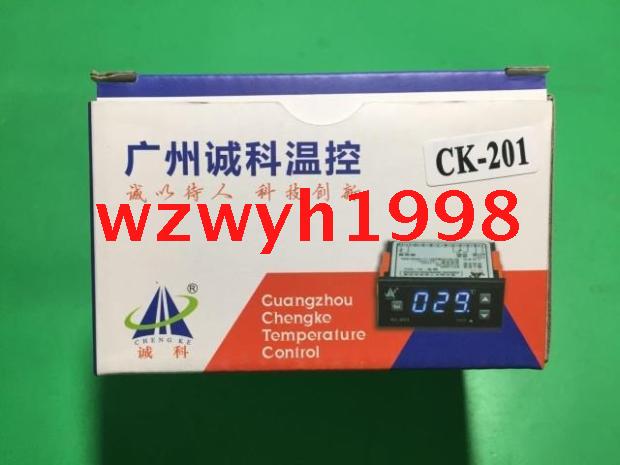 广州诚科温控
CK-201
诚以待人 科技创新
wzwyh1998
®
CHENG KE
诚科
Guangzhou
Chengke
Temperature
Control
029